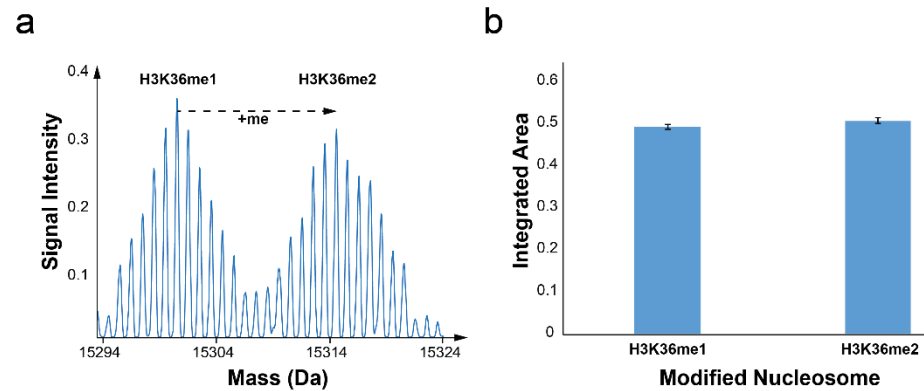 a
0.4
0.3
0.2
0.1
Signal Intensity
H3K36me1
H3K36me2
+me
15294
15304
15314
15324
Mass (Da)
b
0.6
0.5
0.4
0.3
0.2
0.1
0
Integrated Area
H3K36me1
H3K36me2
Modified Nucleosome